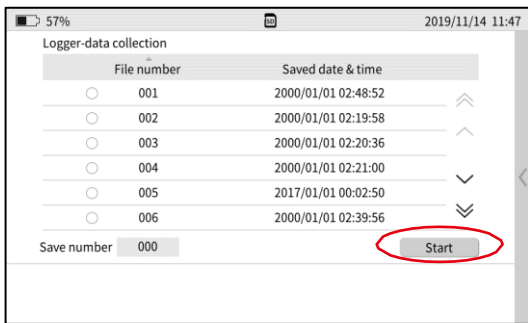 57% SD 2019/11/14 11:47
Logger-data collection
File number Saved date & time
001 2000/01/01 02:48:52
002 2000/01/01 02:19:58
003 2000/01/01 02:20:36
004 2000/01/01 02:21:00
005 2017/01/01 00:02:50
006 2000/01/01 02:39:56
Save number 000 Start